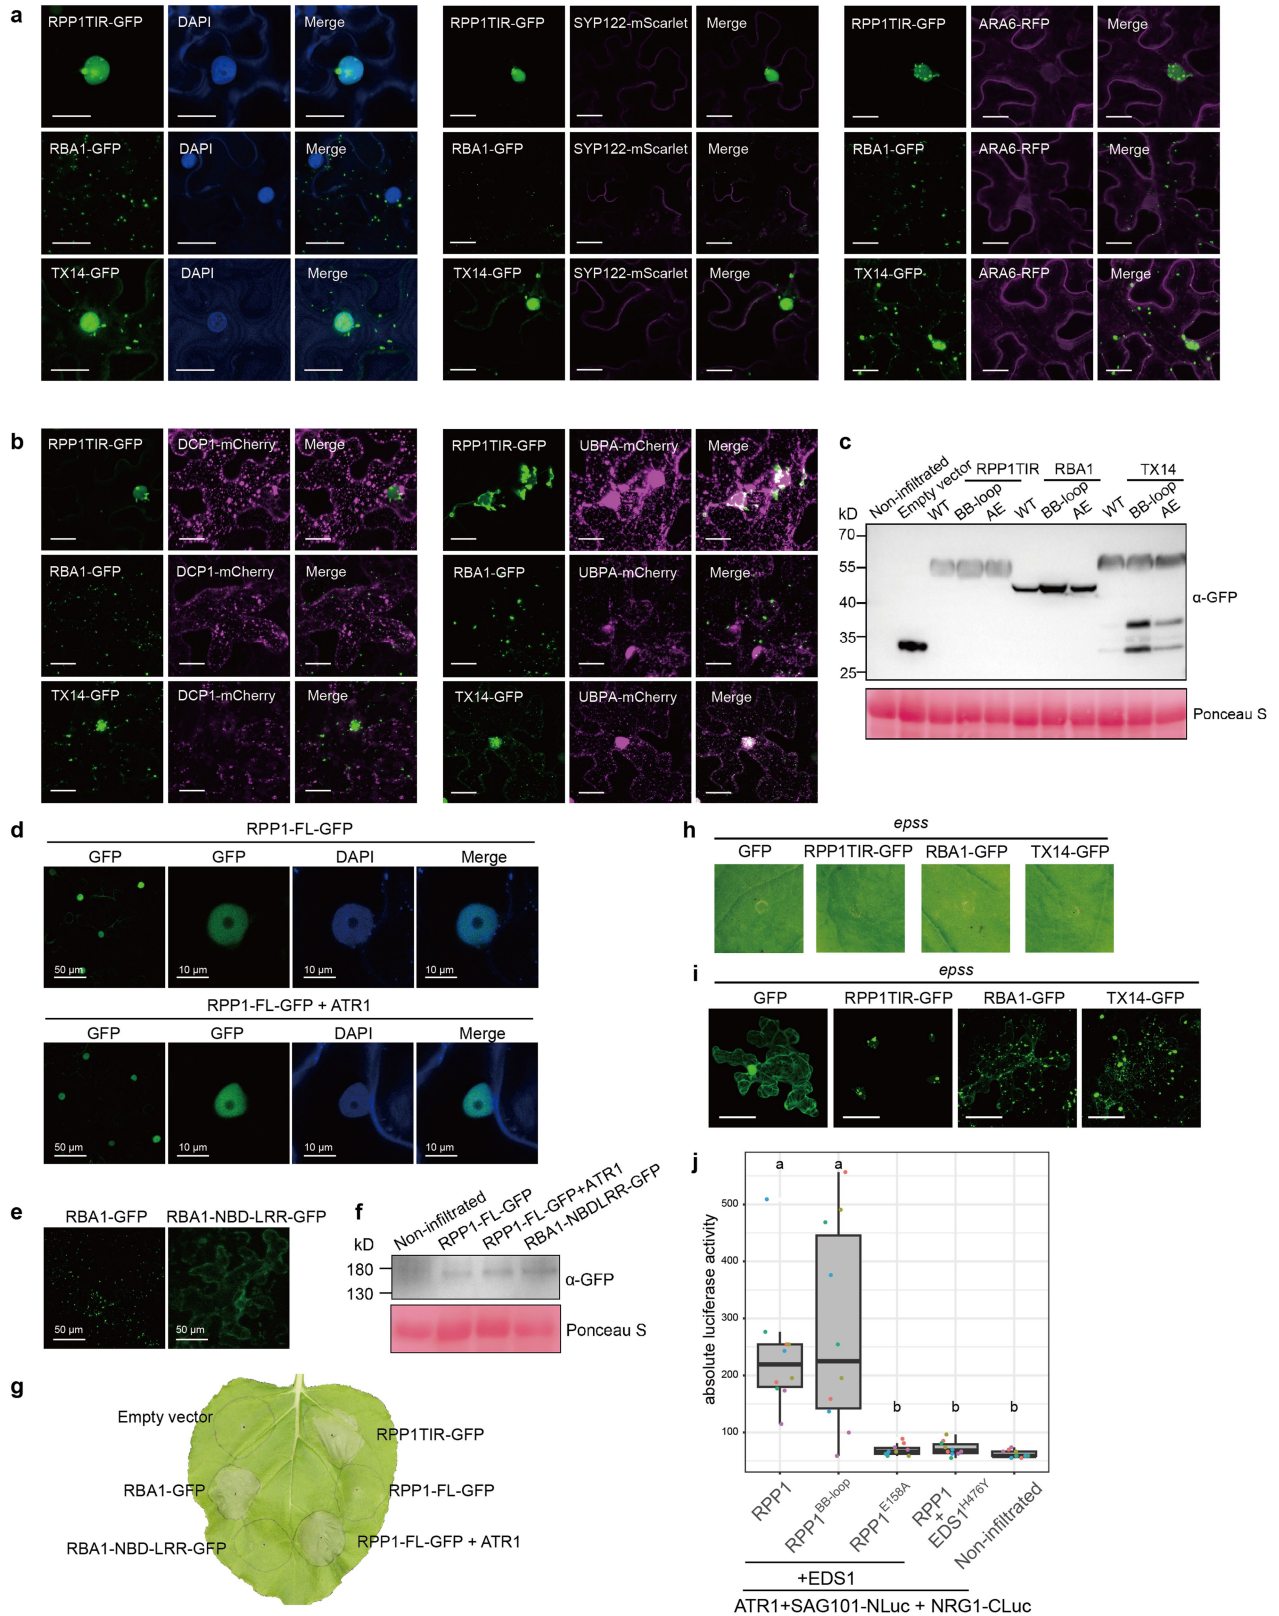 a
RPP1TIR-GFP DAPI Merge RPP1TIR-GFP SYP122-mScarlet Merge RPP1TIR-GFP ARA6-RFP Merge
RBA1-GFP DAPI Merge RBA1-GFP SYP122-mScarlet Merge RBA1-GFP ARA6-RFP Merge
TX14-GFP DAPI Merge TX14-GFP SYP122-mScarlet Merge TX14-GFP ARA6-RFP Merge
b
RPP1TIR-GFP DCP1-mCherry Merge RPP1TIR-GFP UBPA-mCherry Merge
RBA1-GFP DCP1-mCherry Merge RBA1-GFP UBPA-mCherry Merge
TX14-GFP DCP1-mCherry Merge TX14-GFP UBPA-mCherry Merge
c
RPP1TIR RBA1 TX14
kD Non-infiltrated Empty vector WT BB-loop AE WT BB-loop AE WT BB-loop AE
70
55
40
35
25
α-GFP
Ponceau S
d
RPP1-FL-GFP
GFP GFP DAPI Merge
50 µm 10 µm 10 µm 10 µm
RPP1-FL-GFP + ATR1
GFP GFP DAPI Merge
50 µm 10 µm 10 µm 10 µm
e
RBA1-GFP RBA1-NBD-LRR-GFP
50 µm 50 µm
f
kD Non-infiltrated RPP1-FL-GFP RPP1-FL-GFP+ATR1 RBA1-NBDLRR-GFP
180
130
α-GFP
Ponceau S
g
Empty vector
RPP1TIR-GFP
RBA1-GFP
RPP1-FL-GFP
RBA1-NBD-LRR-GFP
RPP1-FL-GFP + ATR1
h
epss
GFP RPP1TIR-GFP RBA1-GFP TX14-GFP
i
epss
GFP RPP1TIR-GFP RBA1-GFP TX14-GFP
j
absolute luciferase activity
500
400
300
200
100
a a b b b
RPP1 RPP1BB-loop RPP1E158A RPP1 + EDS1H476Y Non-infiltrated
+EDS1
ATR1+SAG101-NLuc + NRG1-CLuc